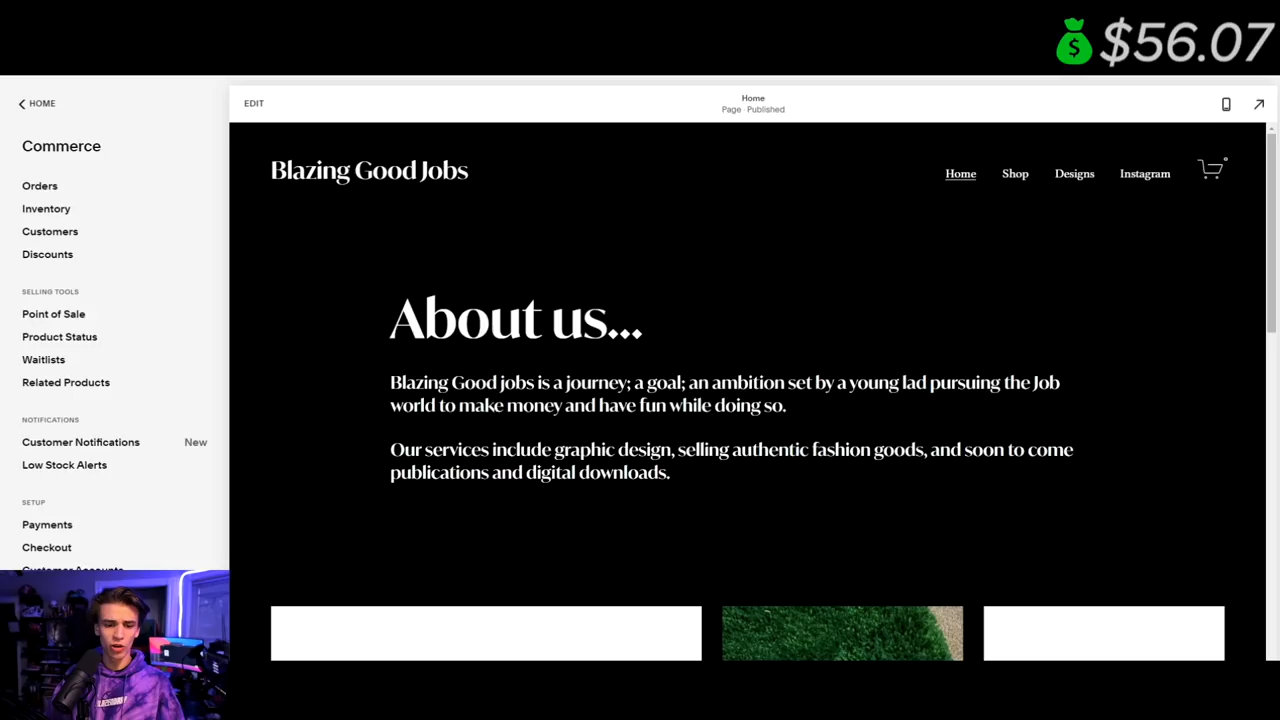 $56.07
HOME
EDIT
Home
Page · Published
Commerce
Orders
Inventory
Customers
Discounts
SELLING TOOLS
Point of Sale
Product Status
Waitlists
Related Products
NOTIFICATIONS
Customer Notifications New
Low Stock Alerts
SETUP
Payments
Checkout
Customer Accounts
Blazing Good Jobs
Home Shop Designs Instagram 0
About us...
Blazing Good jobs is a journey; a goal; an ambition set by a young lad pursuing the Job
world to make money and have fun while doing so.
Our services include graphic design, selling authentic fashion goods, and soon to come
publications and digital downloads.